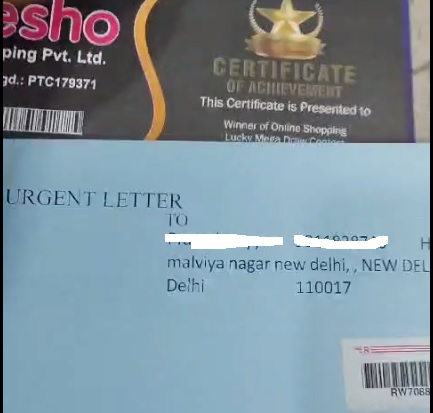 esho
ping Pvt. Ltd.
gd.: PTC179371
CERTIFICATE
OF ACHIEVEMENT
This Certificate is Presented to
Winner of Online Shopping
Lucky Mega Draw Contest
URGENT LETTER
TO
H
malviya nagar new delhi, , NEW DEL
Delhi 110017
RW7068